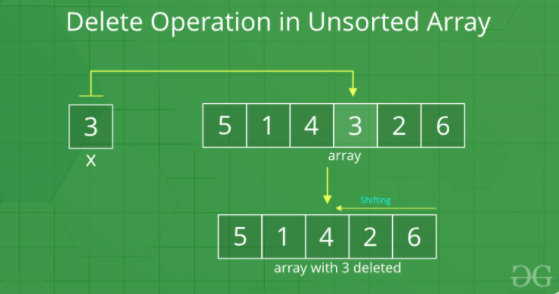 Delete Operation in Unsorted Array
3
x
5 1 4 3 2 6
array
Shifting
5 1 4 2 6
array with 3 deleted